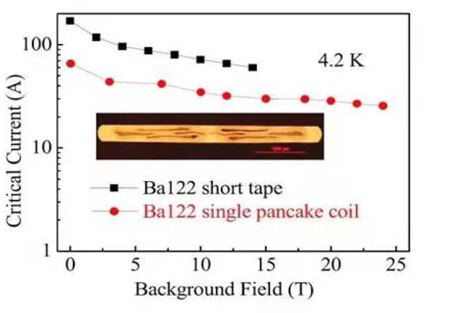 100
10
1
Critical Current (A)
4.2 K
Ba122 short tape
Ba122 single pancake coil
0
5
10
15
20
25
Background Field (T)